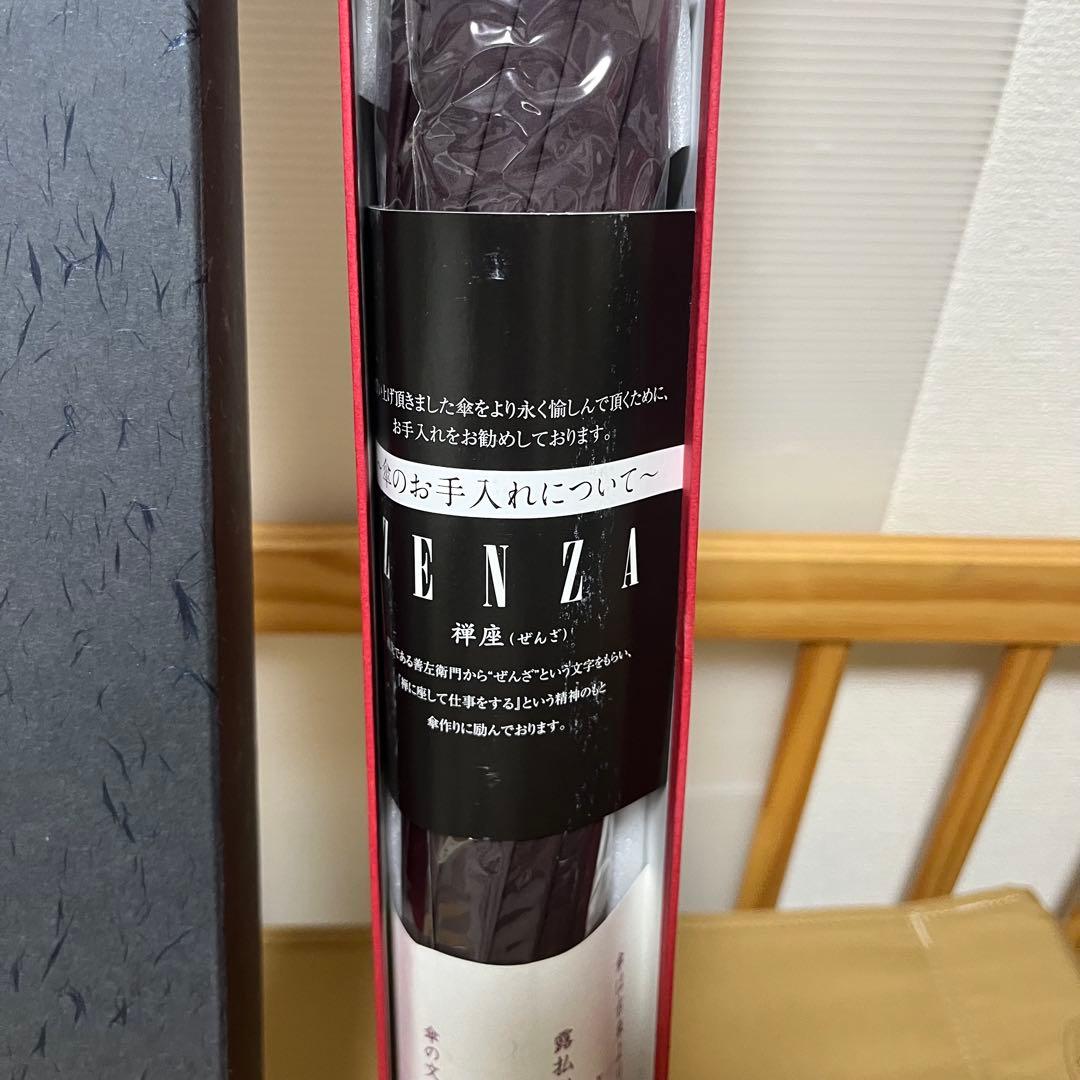 上げ頂きました傘をより永く愉しんで頂くために、
お手入れをお勧めしております。
傘のお手入れについて～
ZENZA
禅座(ぜんざ)
である善左衛門から“ぜんざ”という文字をもらい、
「禅に座して仕事をする」という精神のもと
傘作りに励んでおります。
露払
傘の文